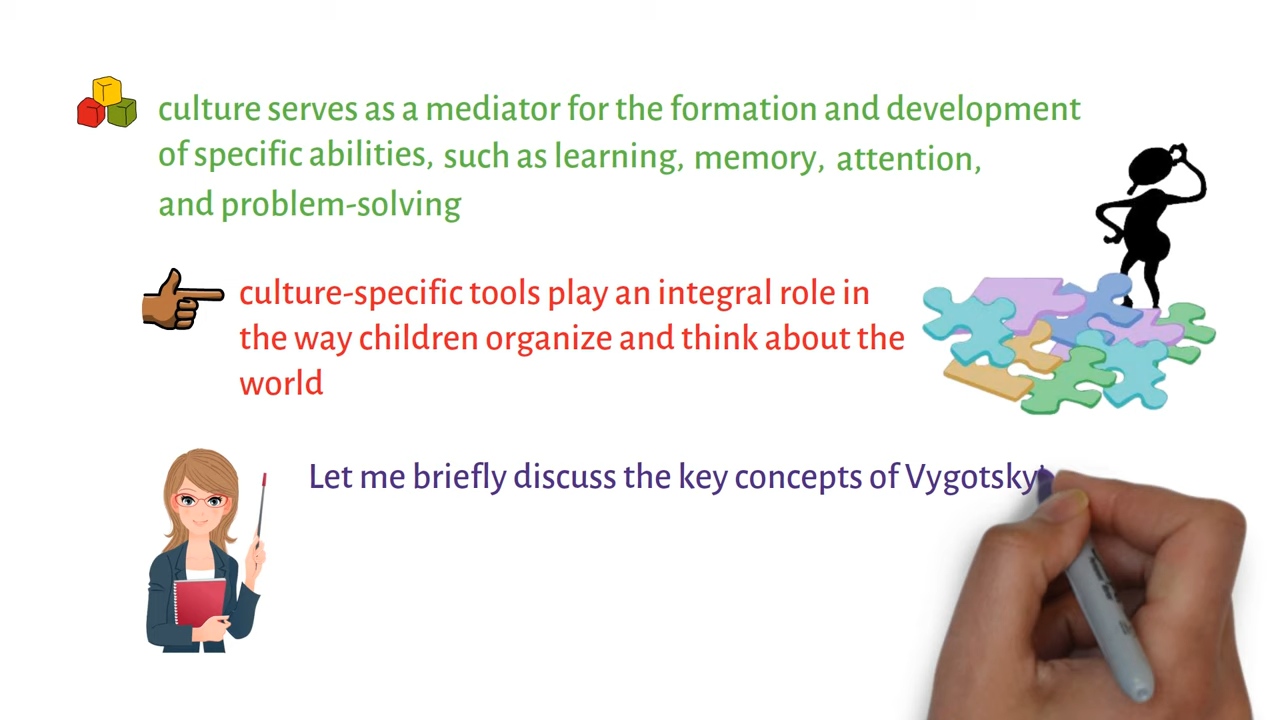 culture serves as a mediator for the formation and development
of specific abilities, such as learning, memory, attention,
and problem-solving
culture-specific tools play an integral role in
the way children organize and think about the
world
Let me briefly discuss the key concepts of Vygotsky'